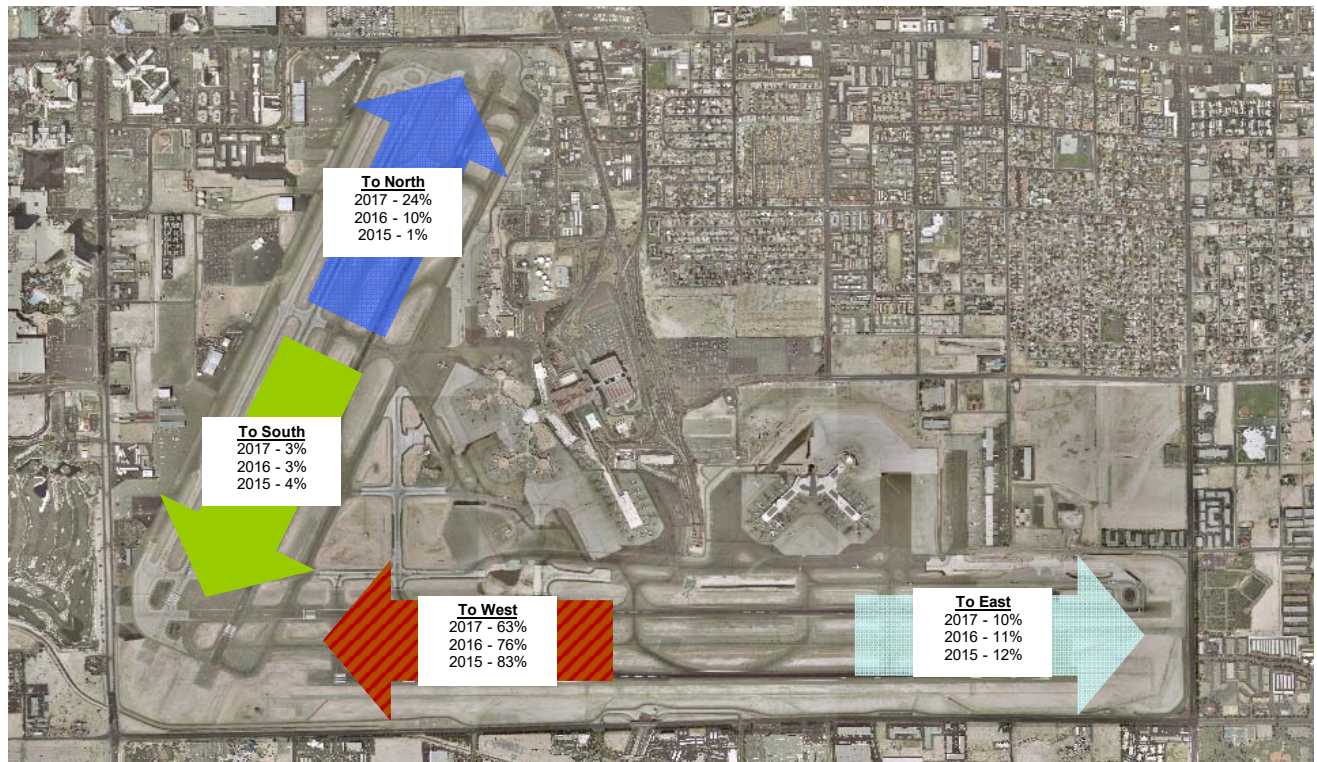 To North
2017 - 24%
2016 - 10%
2015 - 1%
To South
2017 - 3%
2016 - 3%
2015 - 4%
To West
2017 - 63%
2016 - 76%
2015 - 83%
To East
2017 - 10%
2016 - 11%
2015 - 12%